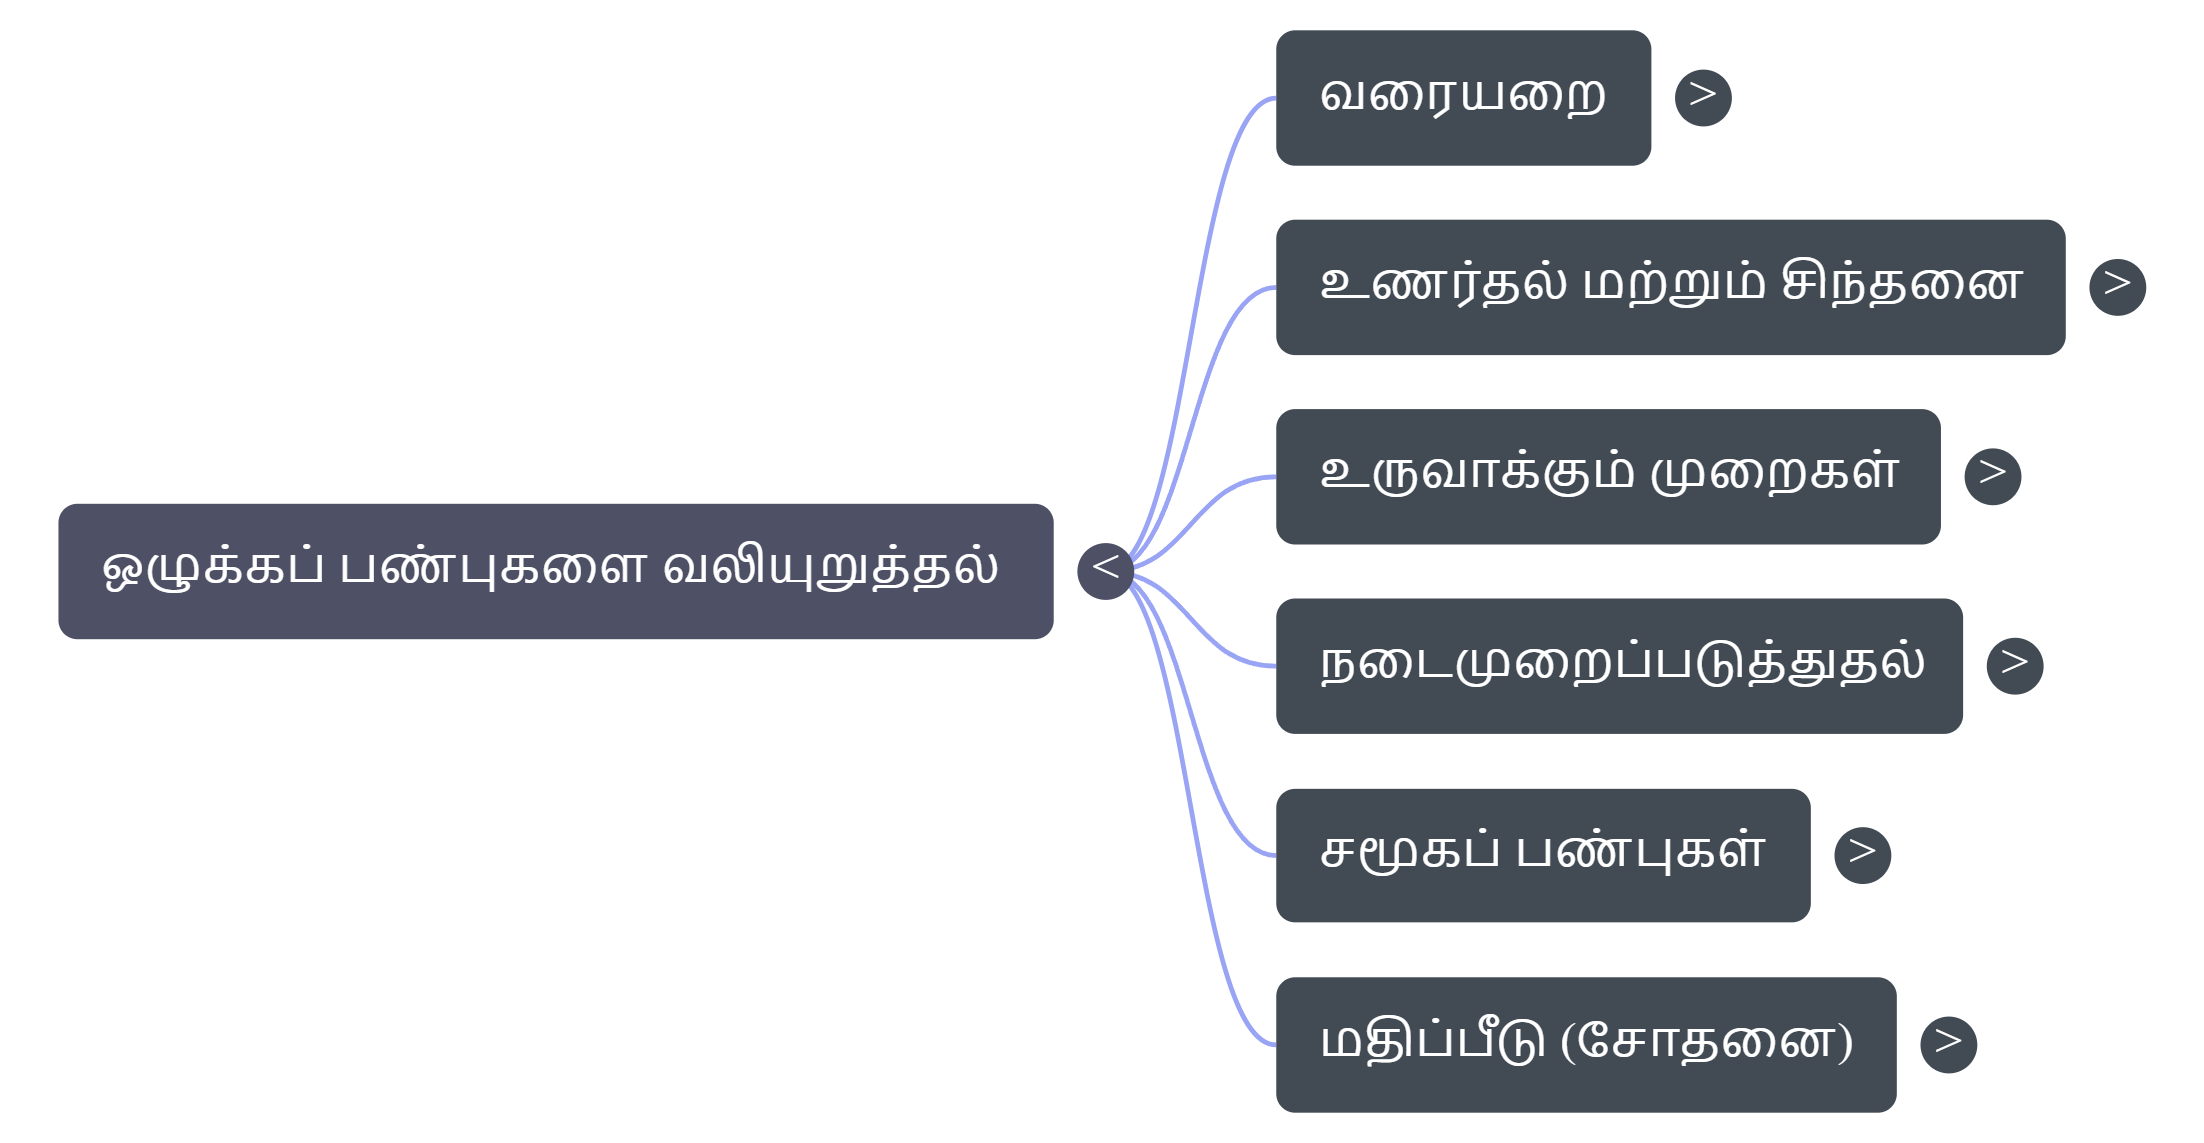 வரையறை
>
உணர்தல் மற்றும் சிந்தனை
>
உருவாக்கும் முறைகள்
>
ஒழுக்கப் பண்புகளை வலியுறுத்தல்
<
நடைமுறைப்படுத்துதல்
>
சமூகப் பண்புகள்
>
மதிப்பீடு (சோதனை)
>